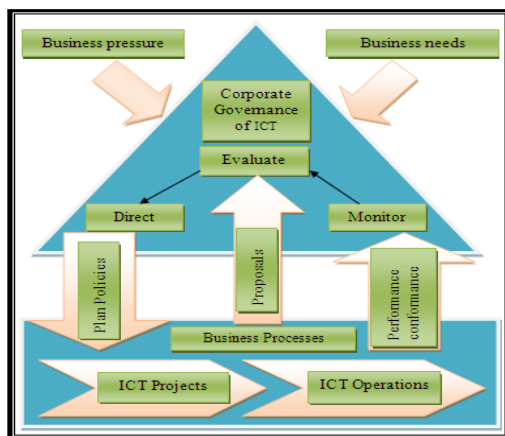 Business pressure
Business needs
Corporate
Governance
of ICT
Evaluate
Direct
Monitor
Plan Policies
Proposals
Performance
conformance
Business Processes
ICT Projects
ICT Operations